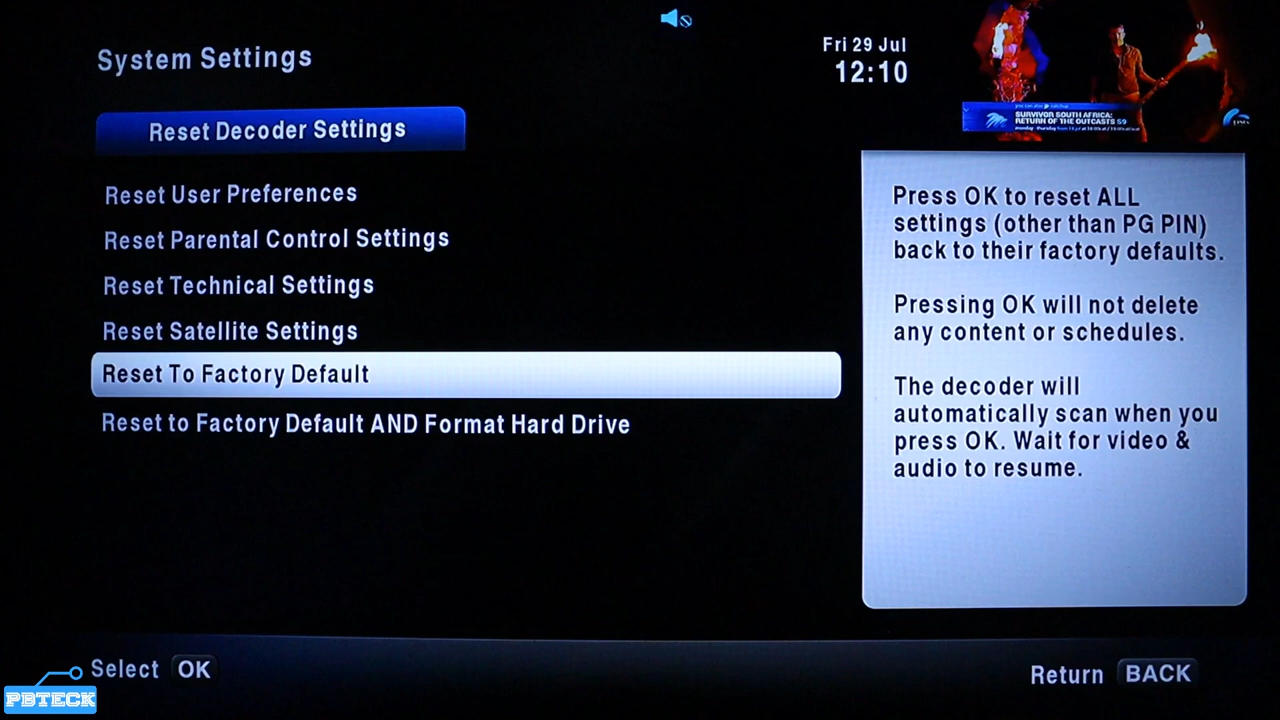 System Settings
Fri 29 Jul
12:10
SURVIVOR SOUTH AFRICA:
RETURN OF THE OUTCASTS S9
Reset Decoder Settings
Reset User Preferences
Reset Parental Control Settings
Reset Technical Settings
Reset Satellite Settings
Reset To Factory Default
Reset to Factory Default AND Format Hard Drive
Press OK to reset ALL
settings (other than PG PIN)
back to their factory defaults.
Pressing OK will not delete
any content or schedules.
The decoder will
automatically scan when you
press OK. Wait for video &
audio to resume.
Select OK
Return BACK
PBTECK